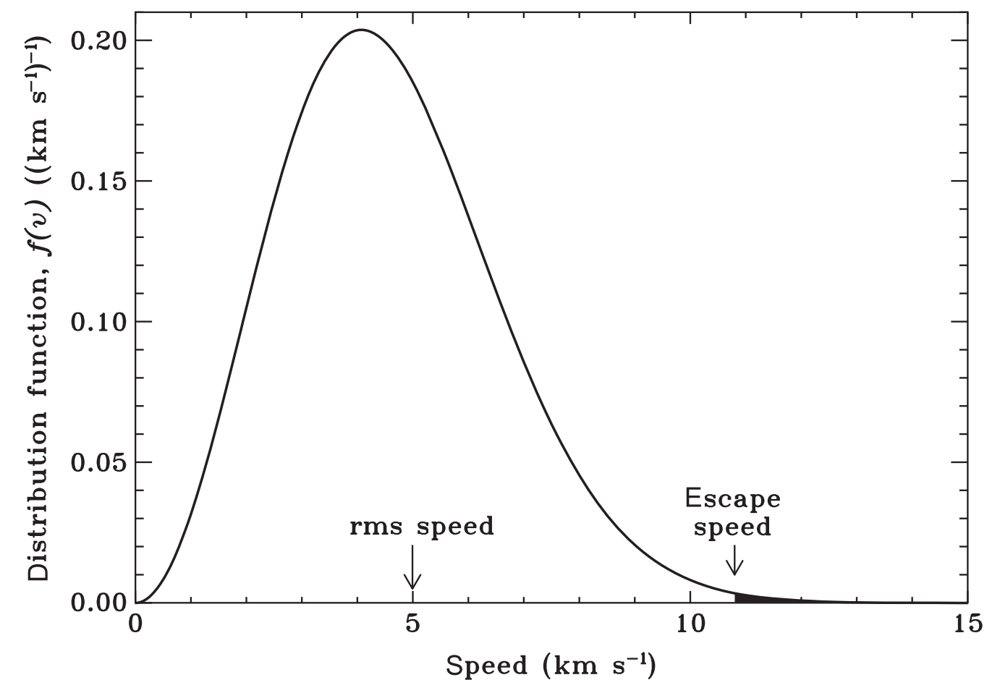 Distribution function, f(v) ((km s⁻¹)⁻¹)
0.20
0.15
0.10
0.05
0.00
rms speed
Escape
speed
0 5 10 15
Speed (km s⁻¹)